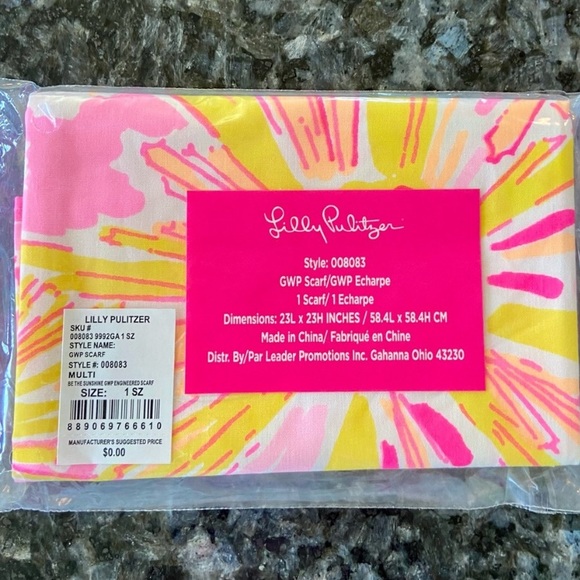 Lilly Pulitzer
Style: 008083
GWP Scarf/GWP Echarpe
1 Scarf/ 1 Echarpe
Dimensions: 23L x 23H INCHES / 58.4L x 58.4H CM
Made in China/ Fabriqué en Chine
Distr. By/Par Leader Promotions Inc. Gahanna Ohio 43230
LILLY PULITZER
SKU #
008083 9992GA 1 SZ
STYLE NAME:
GWP SCARF
STYLE #: 008083
MULTI
BE THE SUNSHINE GWP ENGINEERED SCARF
SIZE: 1 SZ
889069766610
MANUFACTURER'S SUGGESTED PRICE
$0.00